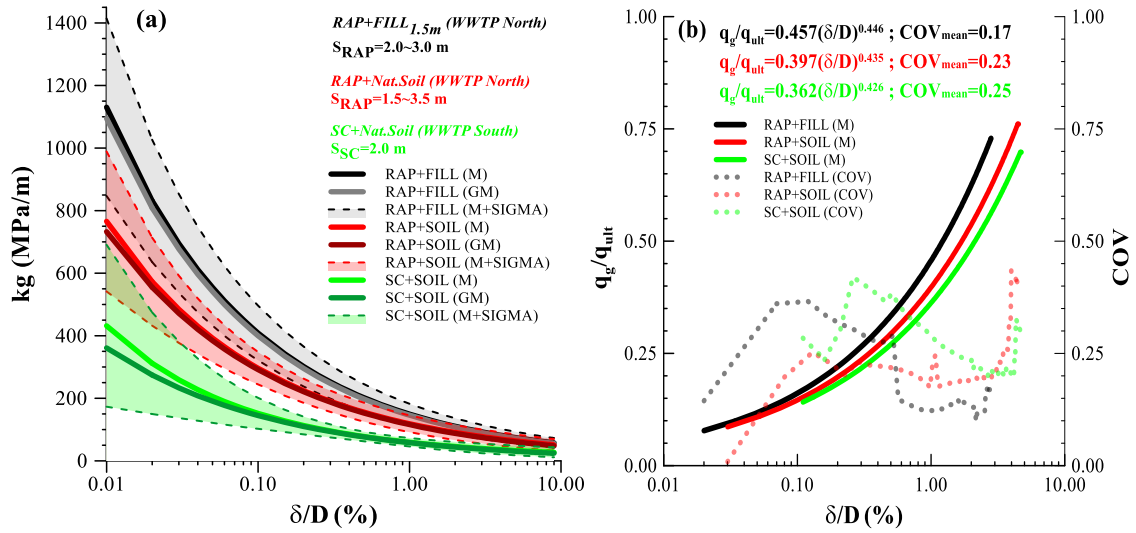 (a)
RAP+FILL1.5m (WWTP North)
SRAP=2.0~3.0 m
RAP+Nat.Soil (WWTP North)
SRAP=1.5~3.5 m
SC+Nat.Soil (WWTP South)
SSC=2.0 m
RAP+FILL (M)
RAP+FILL (GM)
RAP+FILL (M+SIGMA)
RAP+SOIL (M)
RAP+SOIL (GM)
RAP+SOIL (M+SIGMA)
SC+SOIL (M)
SC+SOIL (GM)
SC+SOIL (M+SIGMA)
kg (MPa/m)
1400
1200
1000
800
600
400
200
0
0.01
0.10
1.00
10.00
δ/D (%)
(b)
qg/qult=0.457(δ/D)0.446 ; COVmean=0.17
qg/qult=0.397(δ/D)0.435 ; COVmean=0.23
qg/qult=0.362(δ/D)0.426 ; COVmean=0.25
RAP+FILL (M)
RAP+SOIL (M)
SC+SOIL (M)
RAP+FILL (COV)
RAP+SOIL (COV)
SC+SOIL (COV)
qg/qult
1.00
0.75
0.50
0.25
0.00
COV
1.00
0.75
0.50
0.25
0.00
0.01
0.10
1.00
10.00
δ/D (%)